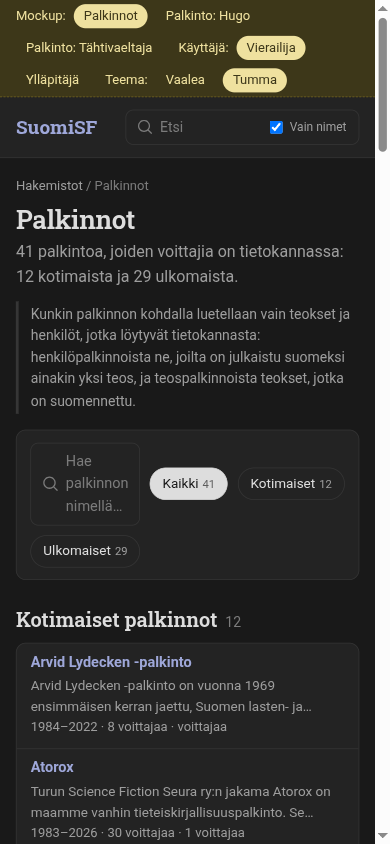 Mockup: Palkinnot Palkinto: Hugo
Palkinto: Tähtivaeltaja Käyttäjä: Vierailija
Ylläpitäjä Teema: Vaalea Tumma
SuomiSF Etsi Vain nimet
Hakemistot / Palkinnot
Palkinnot
41 palkintoa, joiden voittajia on tietokannassa:
12 kotimaista ja 29 ulkomaista.
Kunkin palkinnon kohdalla luetellaan vain teokset ja
henkilöt, jotka löytyvät tietokannasta:
henkilöpalkinnoista ne, joilta on julkaistu suomeksi
ainakin yksi teos, ja teospalkinnoista teokset, jotka
on suomennettu.
Hae
palkinnon
nimellä…
Kaikki 41 Kotimaiset 12
Ulkomaiset 29
Kotimaiset palkinnot 12
Arvid Lydecken -palkinto
Arvid Lydecken -palkinto on vuonna 1969
ensimmäisen kerran jaettu, Suomen lasten- ja…
1984–2022 · 8 voittajaa · voittajaa
Atorox
Turun Science Fiction Seura ry:n jakama Atorox on
maamme vanhin tieteiskirjallisuuspalkinto. Se…
1983–2026 · 30 voittajaa · 1 voittajaa